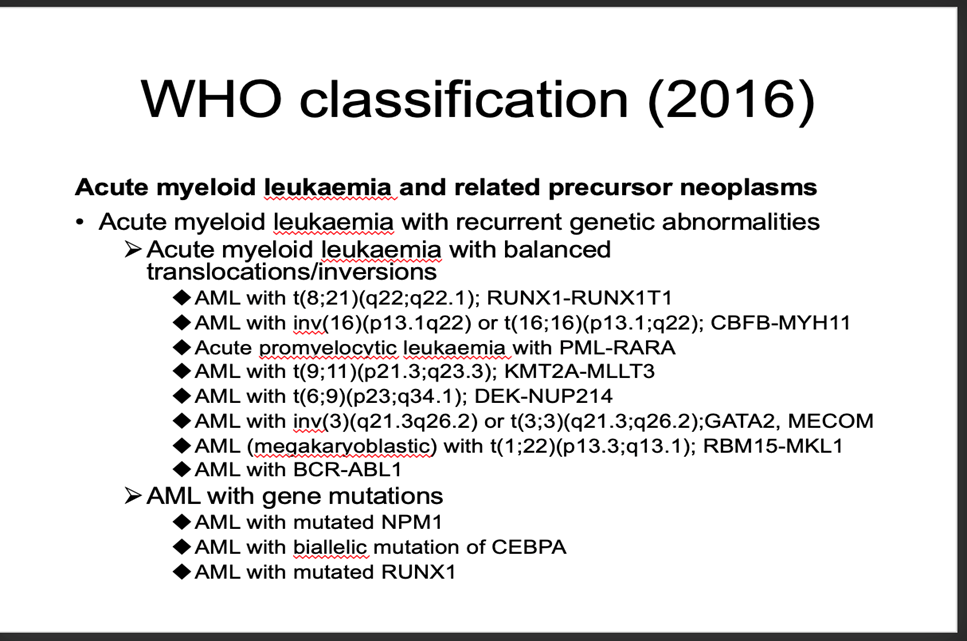 WHO classification (2016)
Acute myeloid leukaemia and related precursor neoplasms
• Acute myeloid leukaemia with recurrent genetic abnormalities
➢ Acute myeloid leukaemia with balanced
translocations/inversions
◆ AML with t(8;21)(q22;q22.1); RUNX1-RUNX1T1
◆ AML with inv(16)(p13.1q22) or t(16;16)(p13.1;q22); CBFB-MYH11
◆ Acute promyelocytic leukaemia with PML-RARA
◆ AML with t(9;11)(p21.3;q23.3); KMT2A-MLLT3
◆ AML with t(6;9)(p23;q34.1); DEK-NUP214
◆ AML with inv(3)(q21.3q26.2) or t(3;3)(q21.3;q26.2);GATA2, MECOM
◆ AML (megakaryoblastic) with t(1;22)(p13.3;q13.1); RBM15-MKL1
◆ AML with BCR-ABL1
➢ AML with gene mutations
◆ AML with mutated NPM1
◆ AML with biallelic mutation of CEBPA
◆ AML with mutated RUNX1